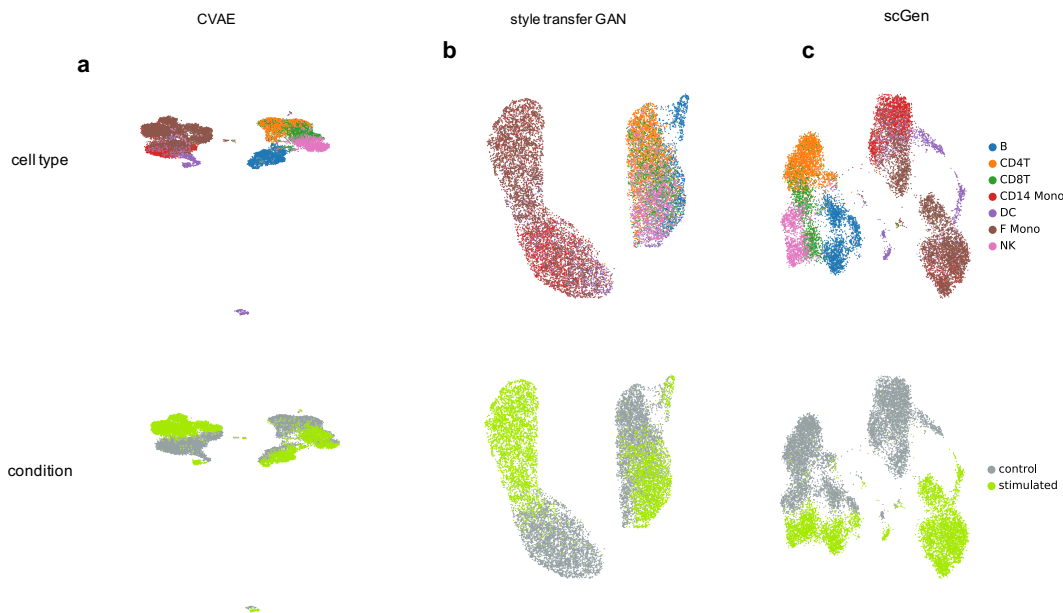 CVAE
style transfer GAN
scGen
a
b
c
cell type
B
CD4T
CD8T
CD14 Mono
DC
F Mono
NK
condition
control
stimulated